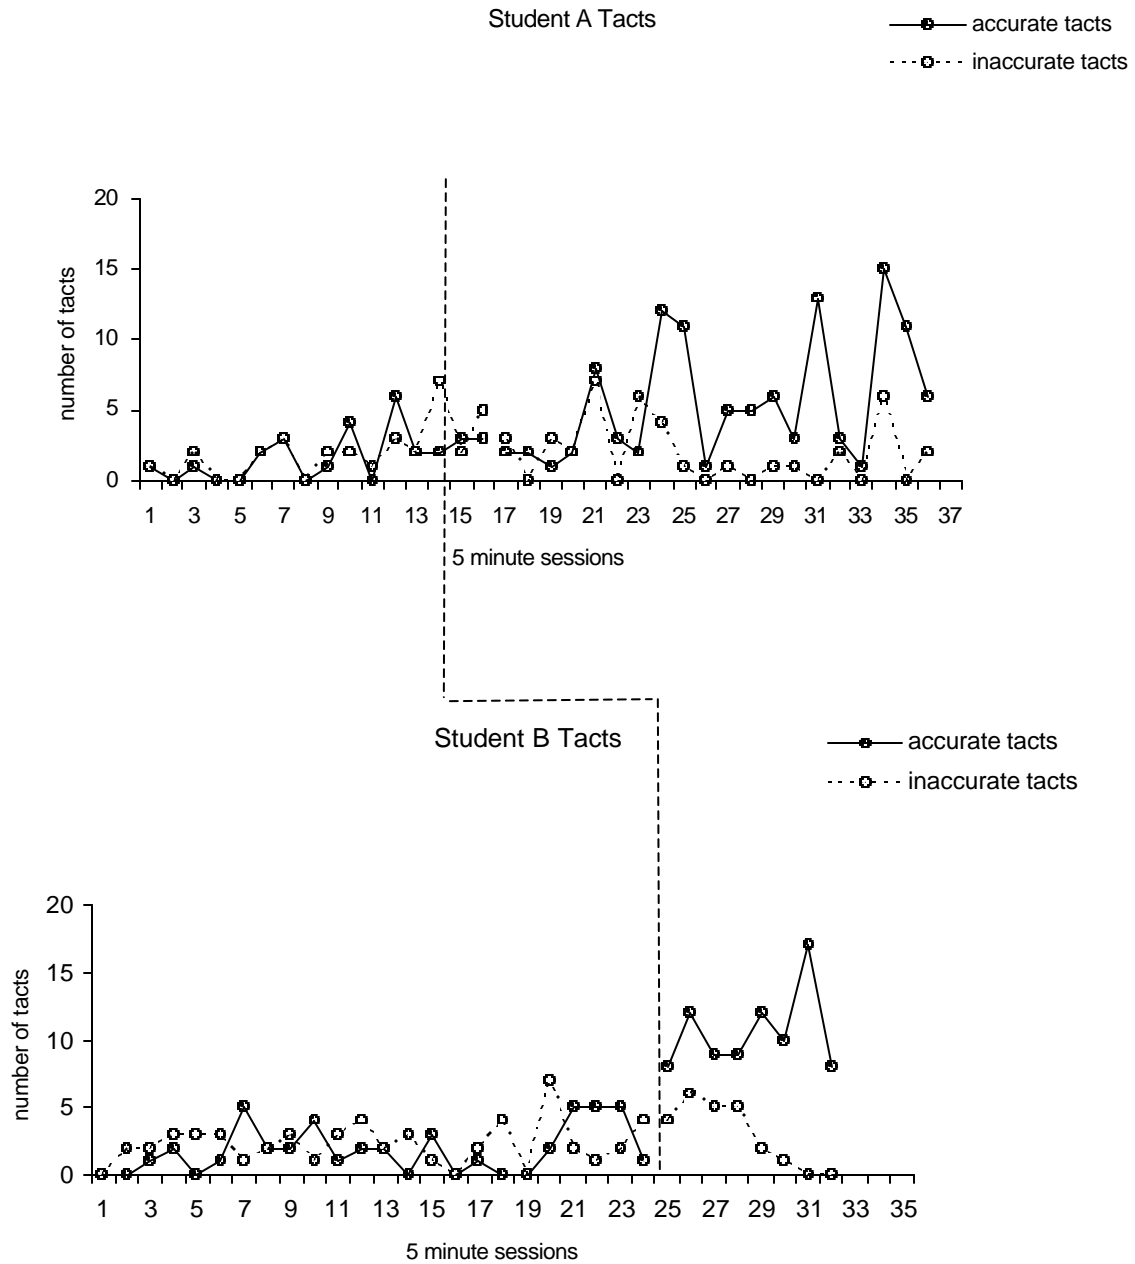 Student A Tacts
accurate tacts
inaccurate tacts
number of tacts
20
15
10
5
0
1 3 5 7 9 11 13 15 17 19 21 23 25 27 29 31 33 35 37
5 minute sessions
Student B Tacts
accurate tacts
inaccurate tacts
number of tacts
20
15
10
5
0
1 3 5 7 9 11 13 15 17 19 21 23 25 27 29 31 33 35
5 minute sessions